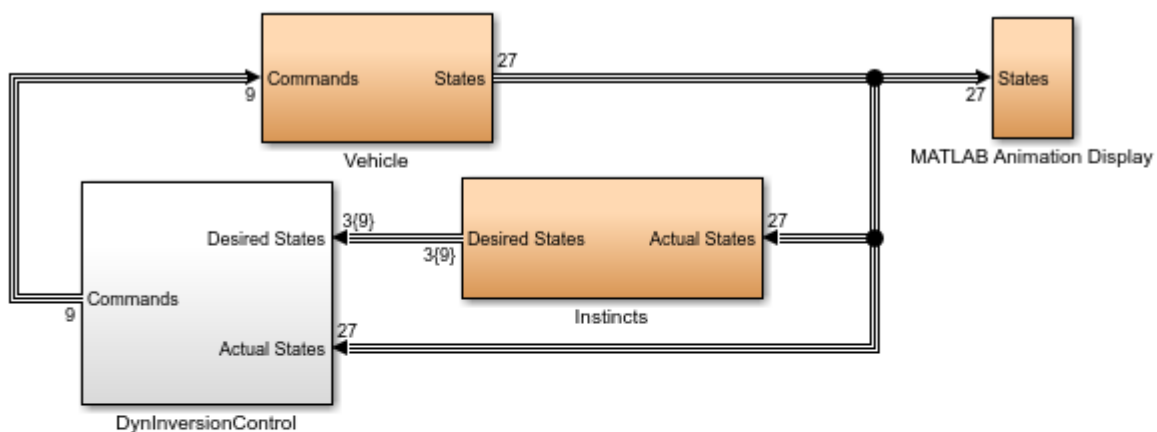 27
Commands
States
States
9
27
Vehicle
MATLAB Animation Display
3{9}
27
Desired States
Desired States
Actual States
3{9}
Commands
Instincts
9
27
Actual States
DynInversionControl